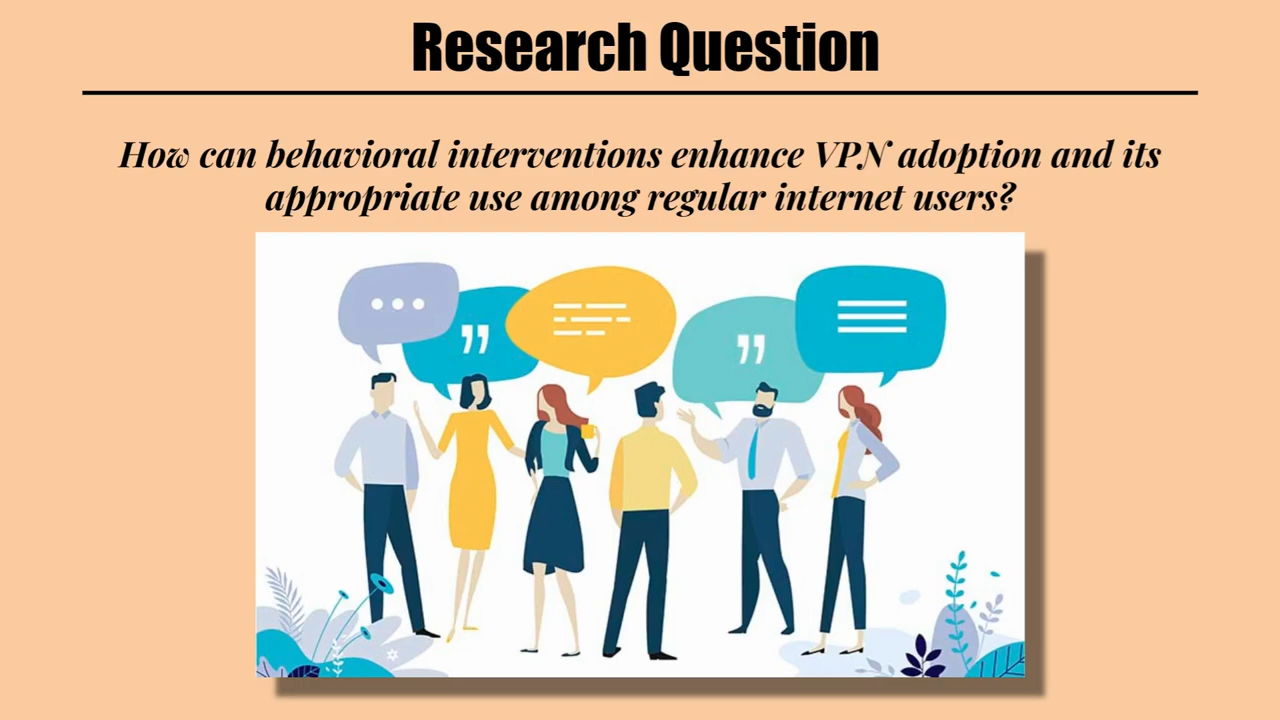 Research Question
How can behavioral interventions enhance VPN adoption and its
appropriate use among regular internet users?